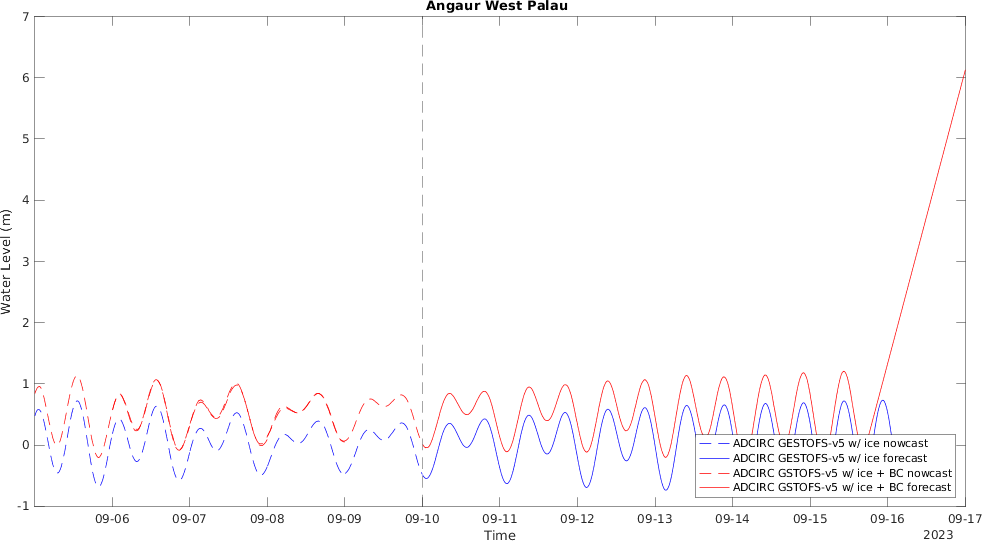 Angaur West Palau
7
6
5
4
3
2
1
0
-1
Water Level (m)
ADCIRC GESTOFS-v5 w/ ice nowcast
ADCIRC GESTOFS-v5 w/ ice forecast
ADCIRC GSTOFS-v5 w/ ice + BC nowcast
ADCIRC GSTOFS-v5 w/ ice + BC forecast
09-06 09-07 09-08 09-09 09-10 09-11 09-12 09-13 09-14 09-15 09-16 09-17
Time
2023